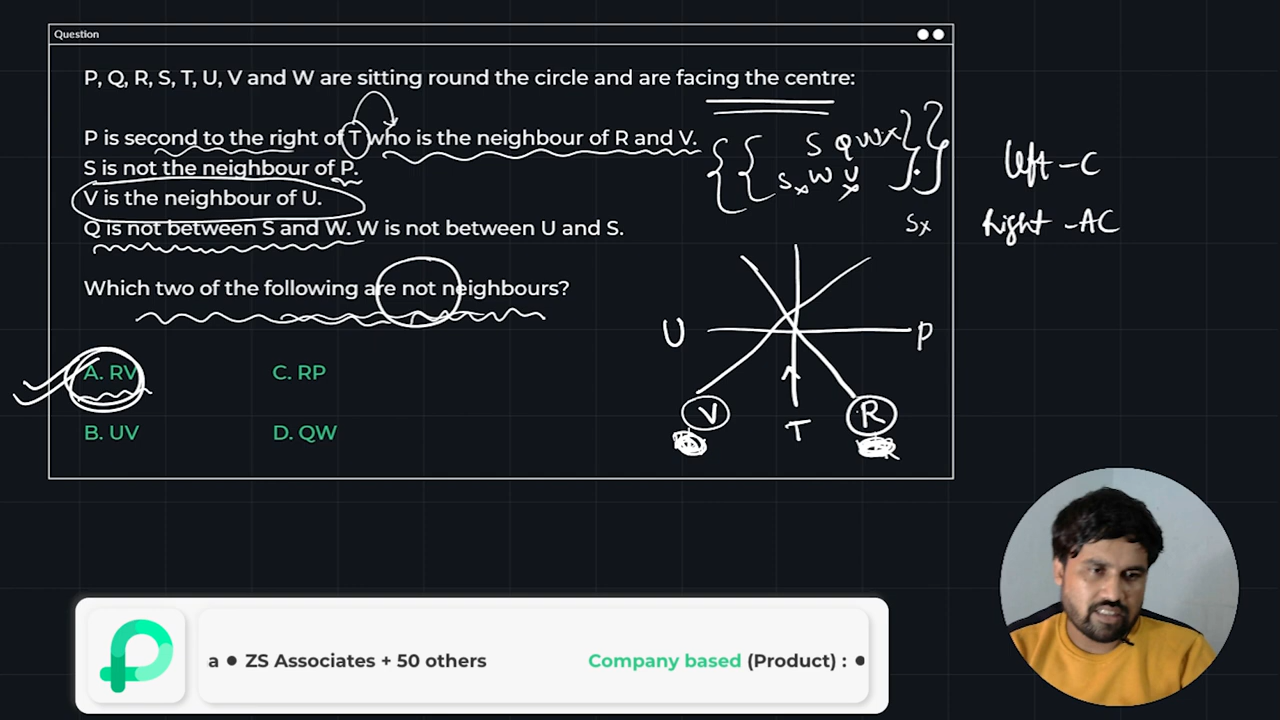 Question
P, Q, R, S, T, U, V and W are sitting round the circle and are facing the centre:
P is second to the right of T who is the neighbour of R and V.
S is not the neighbour of P.
V is the neighbour of U.
Q is not between S and W. W is not between U and S.
Which two of the following are not neighbours?
A. RV
C. RP
B. UV
D. QW
S Q W
S W
S
left - C
Right - AC
U
P
V
T
R
a ● ZS Associates + 50 others
Company based (Product) : ●